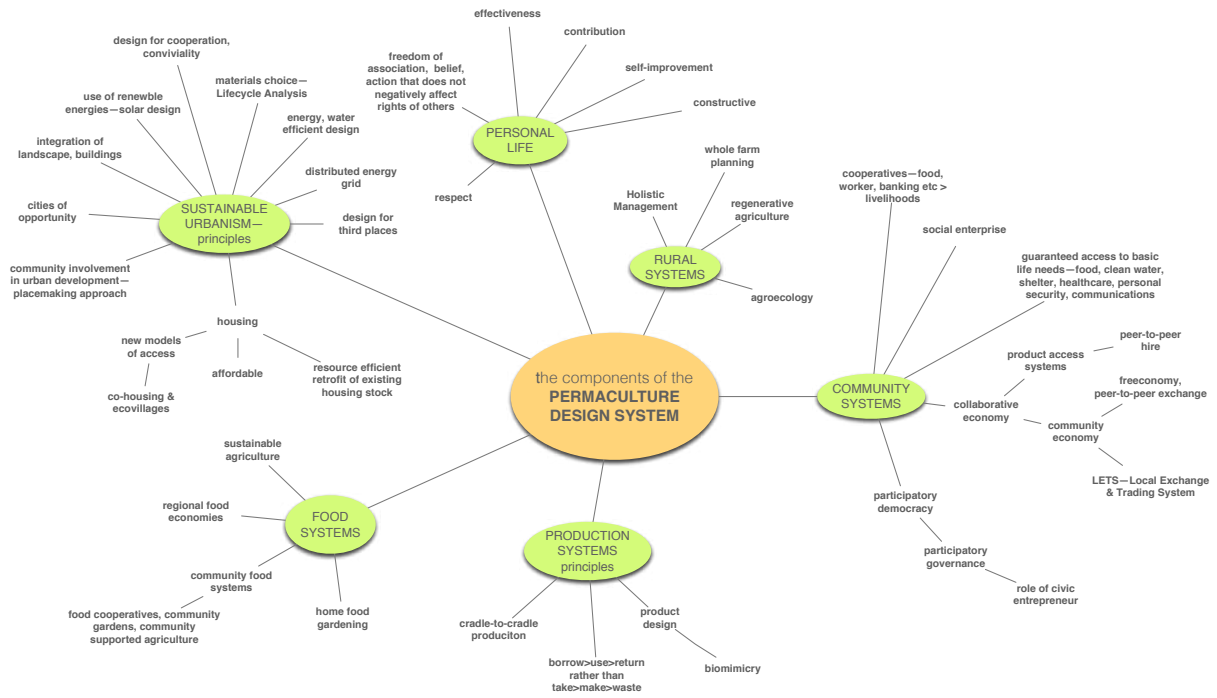 effectiveness
contribution
freedom of
association, belief,
action that does not
negatively affect
rights of others
self-improvement
constructive
PERSONAL
LIFE
respect
design for cooperation,
conviviality
materials choice—
Lifecycle Analysis
use of renewble
energies—solar design
energy, water
efficient design
integration of
landscape, buildings
distributed energy
grid
cities of
opportunity
SUSTAINABLE
URBANISM—
principles
design for
third places
community involvement
in urban development—
placemaking approach
housing
new models
of access
affordable
resource efficient
retrofit of existing
housing stock
co-housing &
ecovillages
whole farm
planning
Holistic
Management
regenerative
agriculture
RURAL
SYSTEMS
agroecology
cooperatives—food,
worker, banking etc >
livelihoods
social enterprise
guaranteed access to basic
life needs—food, clean water,
shelter, healthcare, personal
security, communications
peer-to-peer
hire
product access
systems
COMMUNITY
SYSTEMS
freeconomy,
peer-to-peer exchange
collaborative
economy
community
economy
LETS—Local Exchange
& Trading System
participatory
democracy
participatory
governance
role of civic
entrepreneur
the components of the
PERMACULTURE
DESIGN SYSTEM
sustainable
agriculture
regional food
economies
FOOD
SYSTEMS
community food
systems
food cooperatives, community
gardens, community
supported agriculture
home food
gardening
PRODUCTION
SYSTEMS
principles
cradle-to-cradle
produciton
product
design
borrow>use>return
rather than
take>make>waste
biomimicry